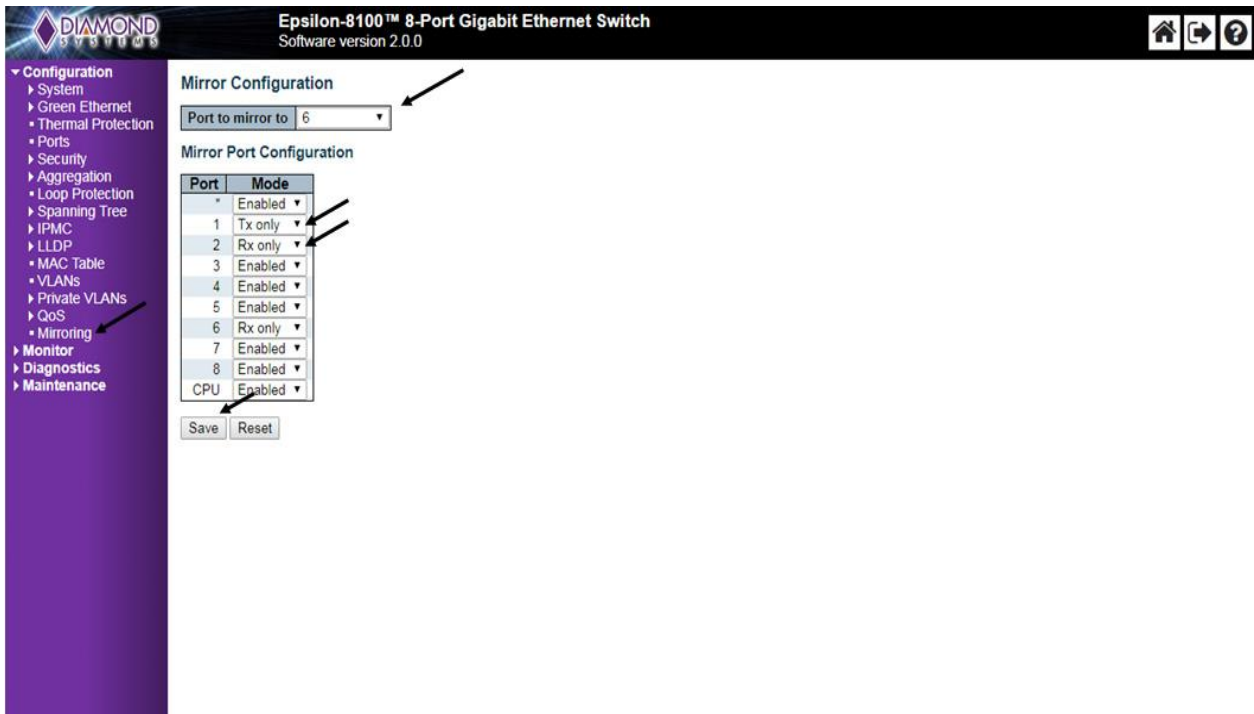 DIAMOND
SYSTEMS
Epsilon-8100™ 8-Port Gigabit Ethernet Switch
Software version 2.0.0
Configuration
System
Green Ethernet
Thermal Protection
Ports
Security
Aggregation
Loop Protection
Spanning Tree
IPMC
LLDP
MAC Table
VLANs
Private VLANs
QoS
Mirroring
Monitor
Diagnostics
Maintenance
Mirror Configuration
Port to mirror to 6
Mirror Port Configuration
Port Mode
* Enabled
1 Tx only
2 Rx only
3 Enabled
4 Enabled
5 Enabled
6 Rx only
7 Enabled
8 Enabled
CPU Enabled
Save Reset